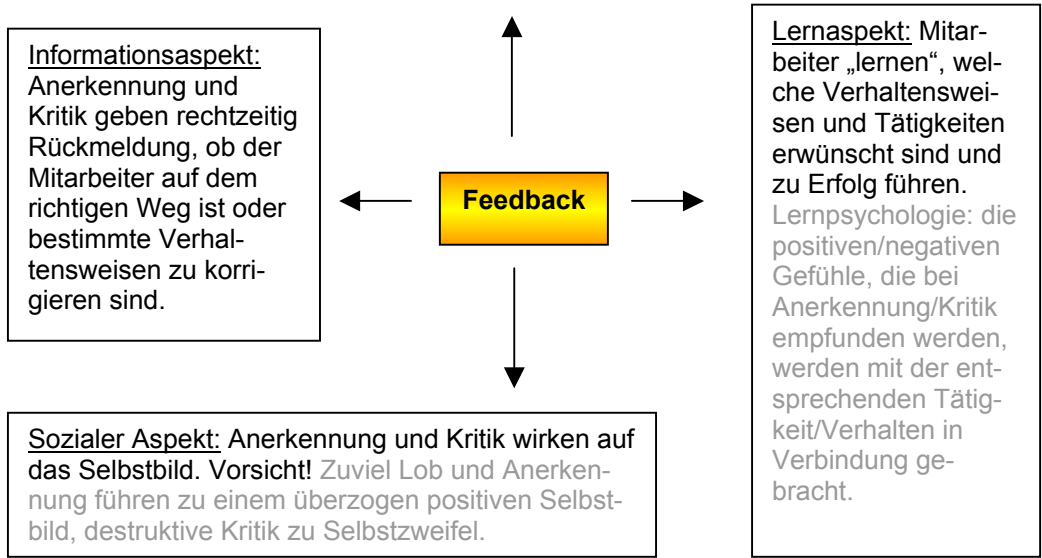 Informationsaspekt:
Anerkennung und
Kritik geben rechtzeitig
Rückmeldung, ob der
Mitarbeiter auf dem
richtigen Weg ist oder
bestimmte Verhal-
tensweisen zu korri-
gieren sind.
Feedback
Lernaspekt: Mitar-
beiter „lernen“, wel-
che Verhaltenswei-
sen und Tätigkeiten
erwünscht sind und
zu Erfolg führen.
Lernpsychologie: die
positiven/negativen
Gefühle, die bei
Anerkennung/Kritik
empfunden werden,
werden mit der ent-
sprechenden Tätig-
keit/Verhalten in
Verbindung ge-
bracht.
Sozialer Aspekt: Anerkennung und Kritik wirken auf
das Selbstbild. Vorsicht! Zuviel Lob und Anerken-
nung führen zu einem überzogen positiven Selbst-
bild, destruktive Kritik zu Selbstzweifel.